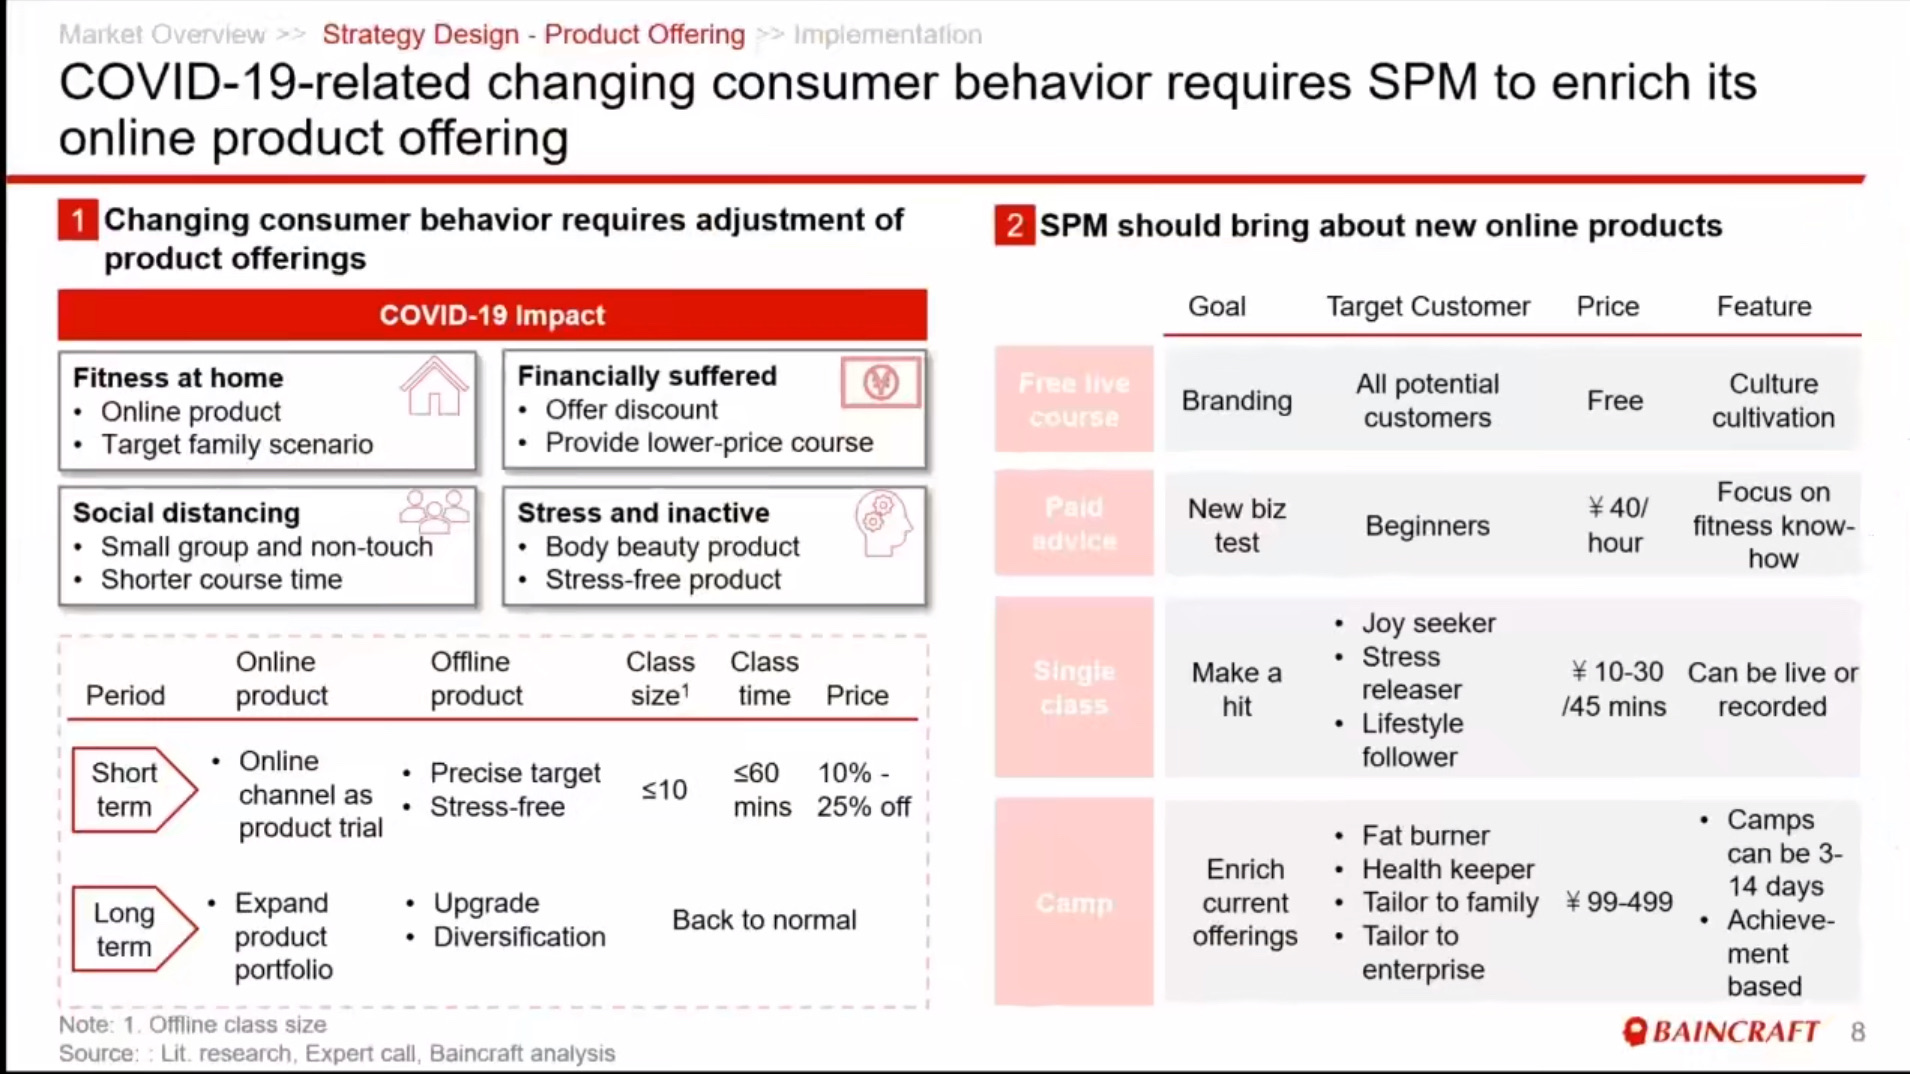 Market Overview >> Strategy Design - Product Offering >> Implementation
COVID-19-related changing consumer behavior requires SPM to enrich its
online product offering
1 Changing consumer behavior requires adjustment of
product offerings
COVID-19 Impact
Fitness at home
• Online product
• Target family scenario
Financially suffered
• Offer discount
• Provide lower-price course
Social distancing
• Small group and non-touch
• Shorter course time
Stress and inactive
• Body beauty product
• Stress-free product
Period
Online
product
Offline
product
Class
size1
Class
time
Price
Short
term
• Online
channel as
product trial
• Precise target
• Stress-free
≤10
≤60
mins
10% -
25% off
Long
term
• Expand
product
portfolio
• Upgrade
• Diversification
Back to normal
Note: 1. Offline class size
Source: : Lit. research, Expert call, Baincraft analysis
2 SPM should bring about new online products
Goal
Target Customer
Price
Feature
Free live
course
Branding
All potential
customers
Free
Culture
cultivation
Paid
advice
New biz
test
Beginners
¥ 40/
hour
Focus on
fitness know-
how
Single
class
Make a
hit
• Joy seeker
• Stress
releaser
• Lifestyle
follower
¥ 10-30
/45 mins
Can be live or
recorded
Camp
Enrich
current
offerings
• Fat burner
• Health keeper
• Tailor to family
• Tailor to
enterprise
¥ 99-499
• Camps
can be 3-
14 days
• Achieve-
ment
based
BAINCRAFT 8